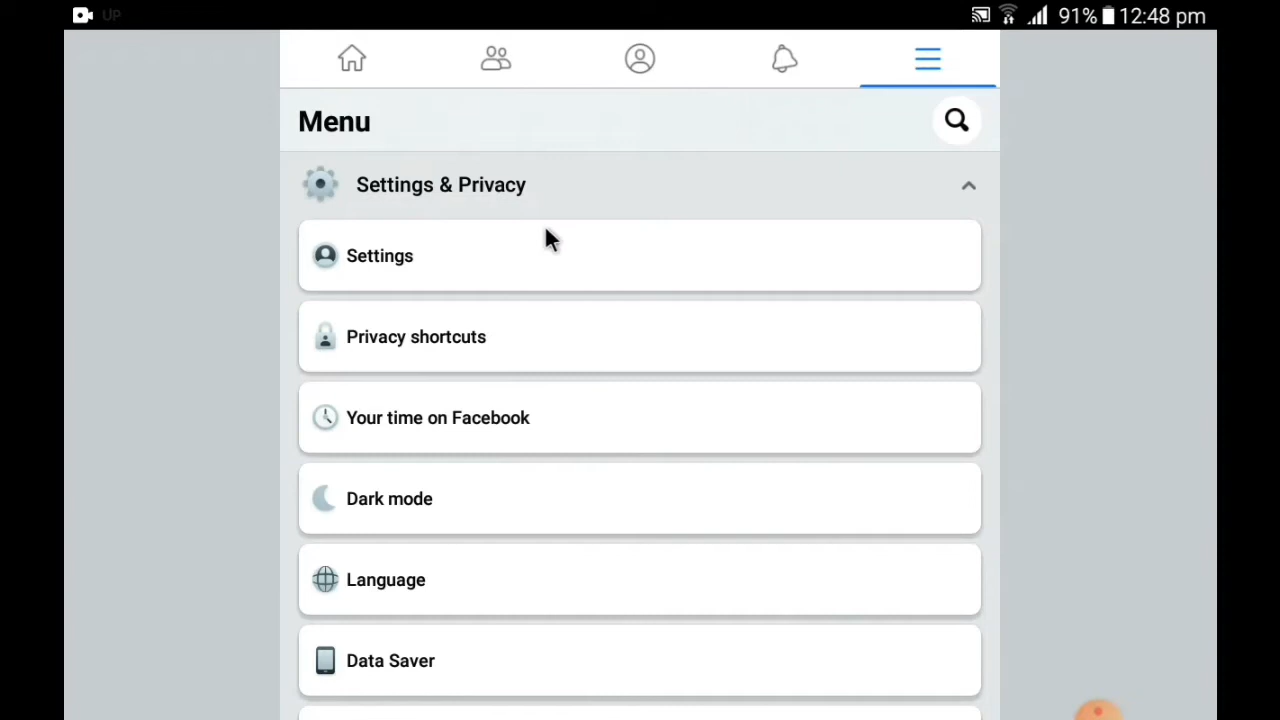 UP 91% 12:48 pm
Menu
Settings & Privacy
Settings
Privacy shortcuts
Your time on Facebook
Dark mode
Language
Data Saver